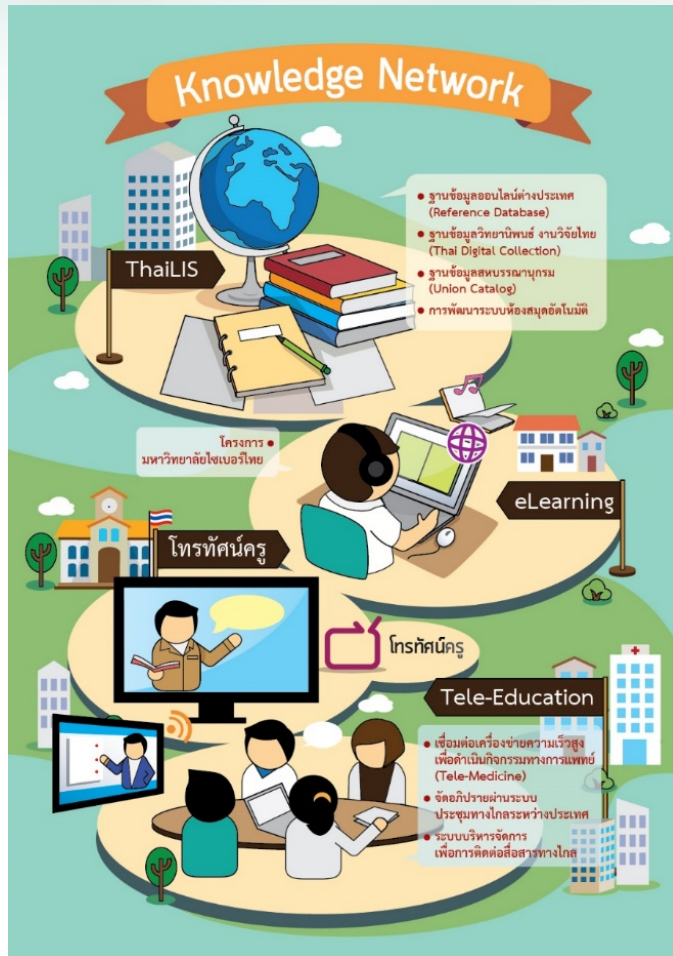 Knowledge Network
ThaiLIS
● ฐานข้อมูลออนไลน์ต่างประเทศ
(Reference Database)
● ฐานข้อมูลวิทยานิพนธ์ งานวิจัยไทย
(Thai Digital Collection)
● ฐานข้อมูลสหบรรณานุกรม
(Union Catalog)
● การพัฒนาระบบห้องสมุดอัตโนมัติ
โครงการ ●
มหาวิทยาลัยไซเบอร์ไทย
eLearning
โทรทัศน์ครู
โทรทัศน์ครู
Tele-Education
● เชื่อมต่อเครื่องข่ายความเร็วสูง
เพื่อดำเนินกิจกรรมทางการแพทย์
(Tele-Medicine)
● จัดอภิปรายผ่านระบบ
ประชุมทางไกลระหว่างประเทศ
● ระบบบริหารจัดการ
เพื่อการติดต่อสื่อสารทางไกล